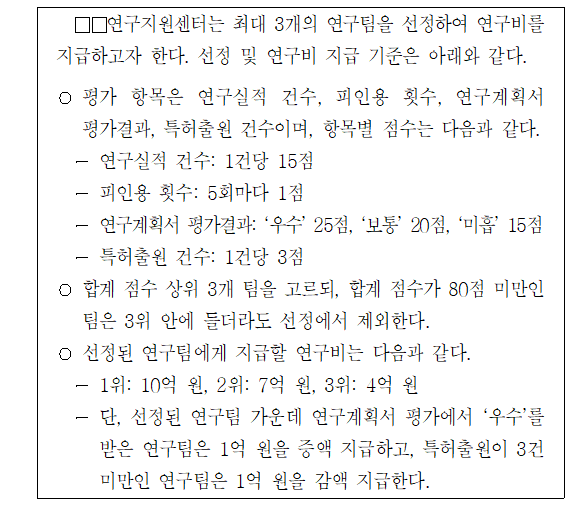 □□연구지원센터는 최대 3개의 연구팀을 선정하여 연구비를
지급하고자 한다. 선정 및 연구비 지급 기준은 아래와 같다.
○ 평가 항목은 연구실적 건수, 피인용 횟수, 연구계획서
평가결과, 특허출원 건수이며, 항목별 점수는 다음과 같다.
- 연구실적 건수: 1건당 15점
- 피인용 횟수: 5회마다 1점
- 연구계획서 평가결과: ‘우수’ 25점, ‘보통’ 20점, ‘미흡’ 15점
- 특허출원 건수: 1건당 3점
○ 합계 점수 상위 3개 팀을 고르되, 합계 점수가 80점 미만인
팀은 3위 안에 들더라도 선정에서 제외한다.
○ 선정된 연구팀에게 지급할 연구비는 다음과 같다.
- 1위: 10억 원, 2위: 7억 원, 3위: 4억 원
- 단, 선정된 연구팀 가운데 연구계획서 평가에서 ‘우수’를
받은 연구팀은 1억 원을 증액 지급하고, 특허출원이 3건
미만인 연구팀은 1억 원을 감액 지급한다.